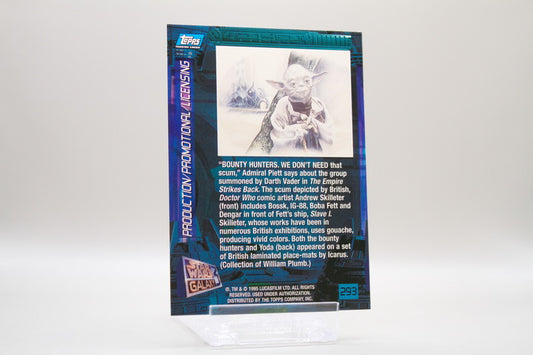 TOPPS
PRODUCTION/PROMOTIONAL/LICENSING
"BOUNTY HUNTERS. WE DON'T NEED that
scum," Admiral Piett says about the group
summoned by Darth Vader in The Empire
Strikes Back. The scum depicted by British,
Doctor Who comic artist Andrew Skilleter
(front) includes Bossk, IG-88, Boba Fett and
Dengar in front of Fett's ship, Slave I.
Skilleter, whose works have been in
numerous British exhibitions, uses gouache,
producing vivid colors. Both the bounty
hunters and Yoda (back) appeared on a set
of British laminated place-mats by Icarus.
(Collection of William Plumb.)
STAR
WARS
GALAXY
®, TM & © 1995 LUCASFILM LTD. ALL RIGHTS
RESERVED. USED UNDER AUTHORIZATION.
DISTRIBUTED BY THE TOPPS COMPANY, INC.
293